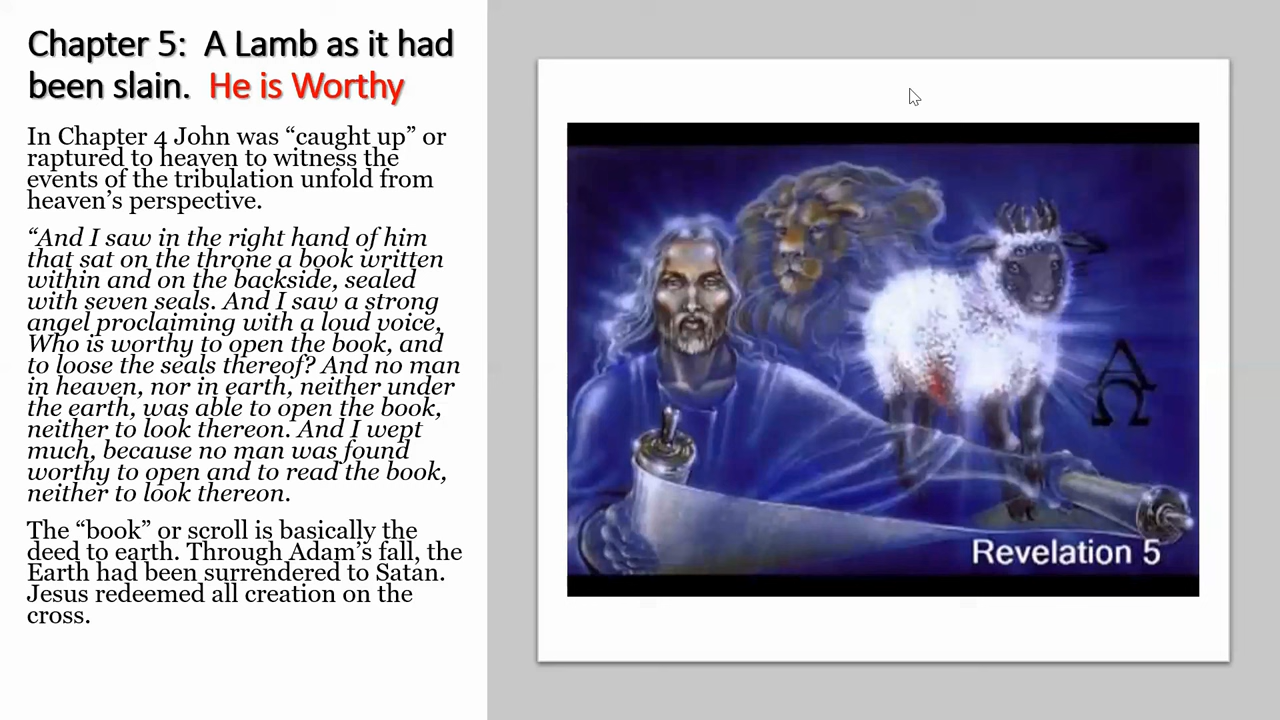 Chapter 5:  A Lamb as it had
been slain.  He is Worthy
In Chapter 4 John was “caught up” or
raptured to heaven to witness the
events of the tribulation unfold from
heaven’s perspective.
“And I saw in the right hand of him
that sat on the throne a book written
within and on the backside, sealed
with seven seals. And I saw a strong
angel proclaiming with a loud voice,
Who is worthy to open the book, and
to loose the seals thereof? And no man
in heaven, nor in earth, neither under
the earth, was able to open the book,
neither to look thereon. And I wept
much, because no man was found
worthy to open and to read the book,
neither to look thereon.
The “book” or scroll is basically the
deed to earth. Through Adam’s fall, the
Earth had been surrendered to Satan.
Jesus redeemed all creation on the
cross.
Α
Ω
Revelation 5